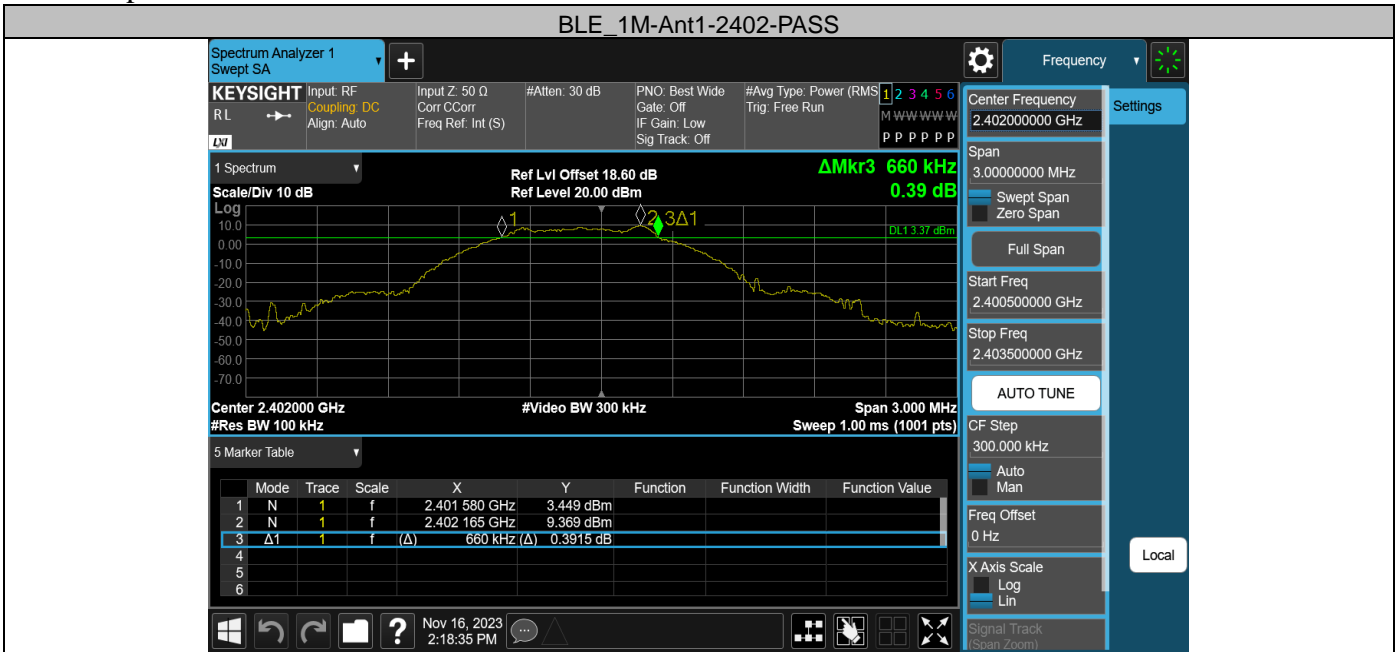 BLE_1M-Ant1-2402-PASS
Spectrum Analyzer 1
Swept SA
Frequency
KEYSIGHT
RL
LXI
Input: RF
Coupling: DC
Align: Auto
Input Z: 50 Ω
Corr CCorr
Freq Ref: Int (S)
#Atten: 30 dB
PNO: Best Wide
Gate: Off
IF Gain: Low
Sig Track: Off
#Avg Type: Power (RMS
Trig: Free Run
1 2 3 4 5 6
M W W W W W
P P P P P P
1 Spectrum
Scale/Div 10 dB
Ref Lvl Offset 18.60 dB
Ref Level 20.00 dBm
ΔMkr3 660 kHz
0.39 dB
Log
10.0
0.00
-10.0
-20.0
-30.0
-40.0
-50.0
-60.0
-70.0
1
2
3Δ1
DL1 3.37 dBm
Center 2.402000 GHz
#Video BW 300 kHz
Span 3.000 MHz
#Res BW 100 kHz
Sweep 1.00 ms (1001 pts)
5 Marker Table
Mode Trace Scale X Y Function Function Width Function Value
1 N 1 f 2.401 580 GHz 3.449 dBm
2 N 1 f 2.402 165 GHz 9.369 dBm
3 Δ1 1 f (Δ) 660 kHz (Δ) 0.3915 dB
4
5
6
?
Nov 16, 2023
2:18:35 PM
Center Frequency
2.402000000 GHz
Settings
Span
3.00000000 MHz
Swept Span
Zero Span
Full Span
Start Freq
2.400500000 GHz
Stop Freq
2.403500000 GHz
AUTO TUNE
CF Step
300.000 kHz
Auto
Man
Freq Offset
0 Hz
X Axis Scale
Log
Lin
Local
Signal Track
(Span Zoom)